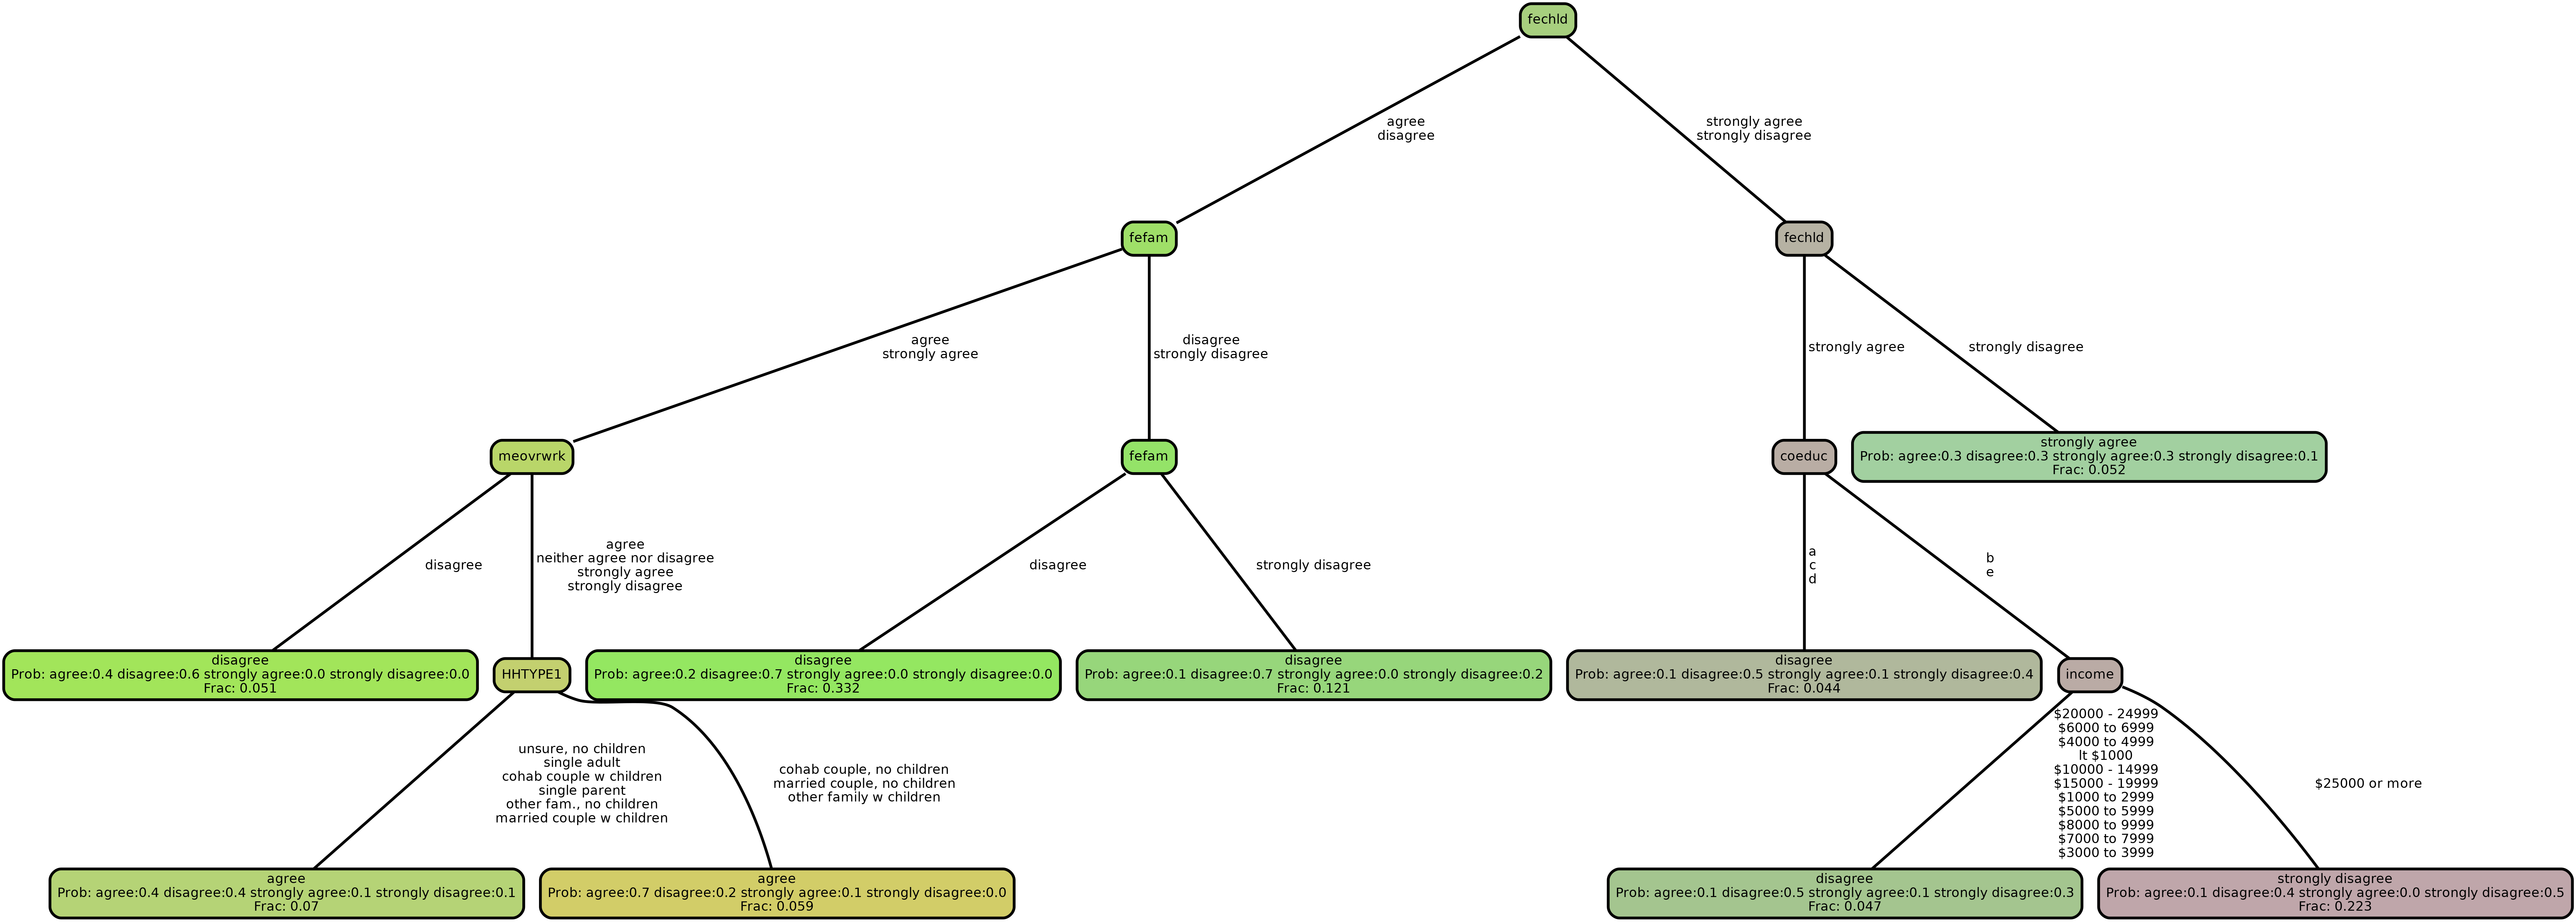 fechld
agree
disagree
strongly agree
strongly disagree
fefam
fechld
agree
strongly agree
disagree
strongly disagree
strongly agree
strongly disagree
meovrwrk
fefam
coeduc
strongly agree
Prob: agree:0.3 disagree:0.3 strongly agree:0.3 strongly disagree:0.1
Frac: 0.052
disagree
agree
neither agree nor disagree
strongly agree
strongly disagree
disagree
strongly disagree
a
c
d
b
e
disagree
Prob: agree:0.4 disagree:0.6 strongly agree:0.0 strongly disagree:0.0
Frac: 0.051
HHTYPE1
disagree
Prob: agree:0.2 disagree:0.7 strongly agree:0.0 strongly disagree:0.0
Frac: 0.332
disagree
Prob: agree:0.1 disagree:0.7 strongly agree:0.0 strongly disagree:0.2
Frac: 0.121
disagree
Prob: agree:0.1 disagree:0.5 strongly agree:0.1 strongly disagree:0.4
Frac: 0.044
income
unsure, no children
single adult
cohab couple w children
single parent
other fam., no children
married couple w children
cohab couple, no children
married couple, no children
other family w children
$20000 - 24999
$6000 to 6999
$4000 to 4999
lt $1000
$10000 - 14999
$15000 - 19999
$1000 to 2999
$5000 to 5999
$8000 to 9999
$7000 to 7999
$3000 to 3999
$25000 or more
agree
Prob: agree:0.4 disagree:0.4 strongly agree:0.1 strongly disagree:0.1
Frac: 0.07
agree
Prob: agree:0.7 disagree:0.2 strongly agree:0.1 strongly disagree:0.0
Frac: 0.059
disagree
Prob: agree:0.1 disagree:0.5 strongly agree:0.1 strongly disagree:0.3
Frac: 0.047
strongly disagree
Prob: agree:0.1 disagree:0.4 strongly agree:0.0 strongly disagree:0.5
Frac: 0.223